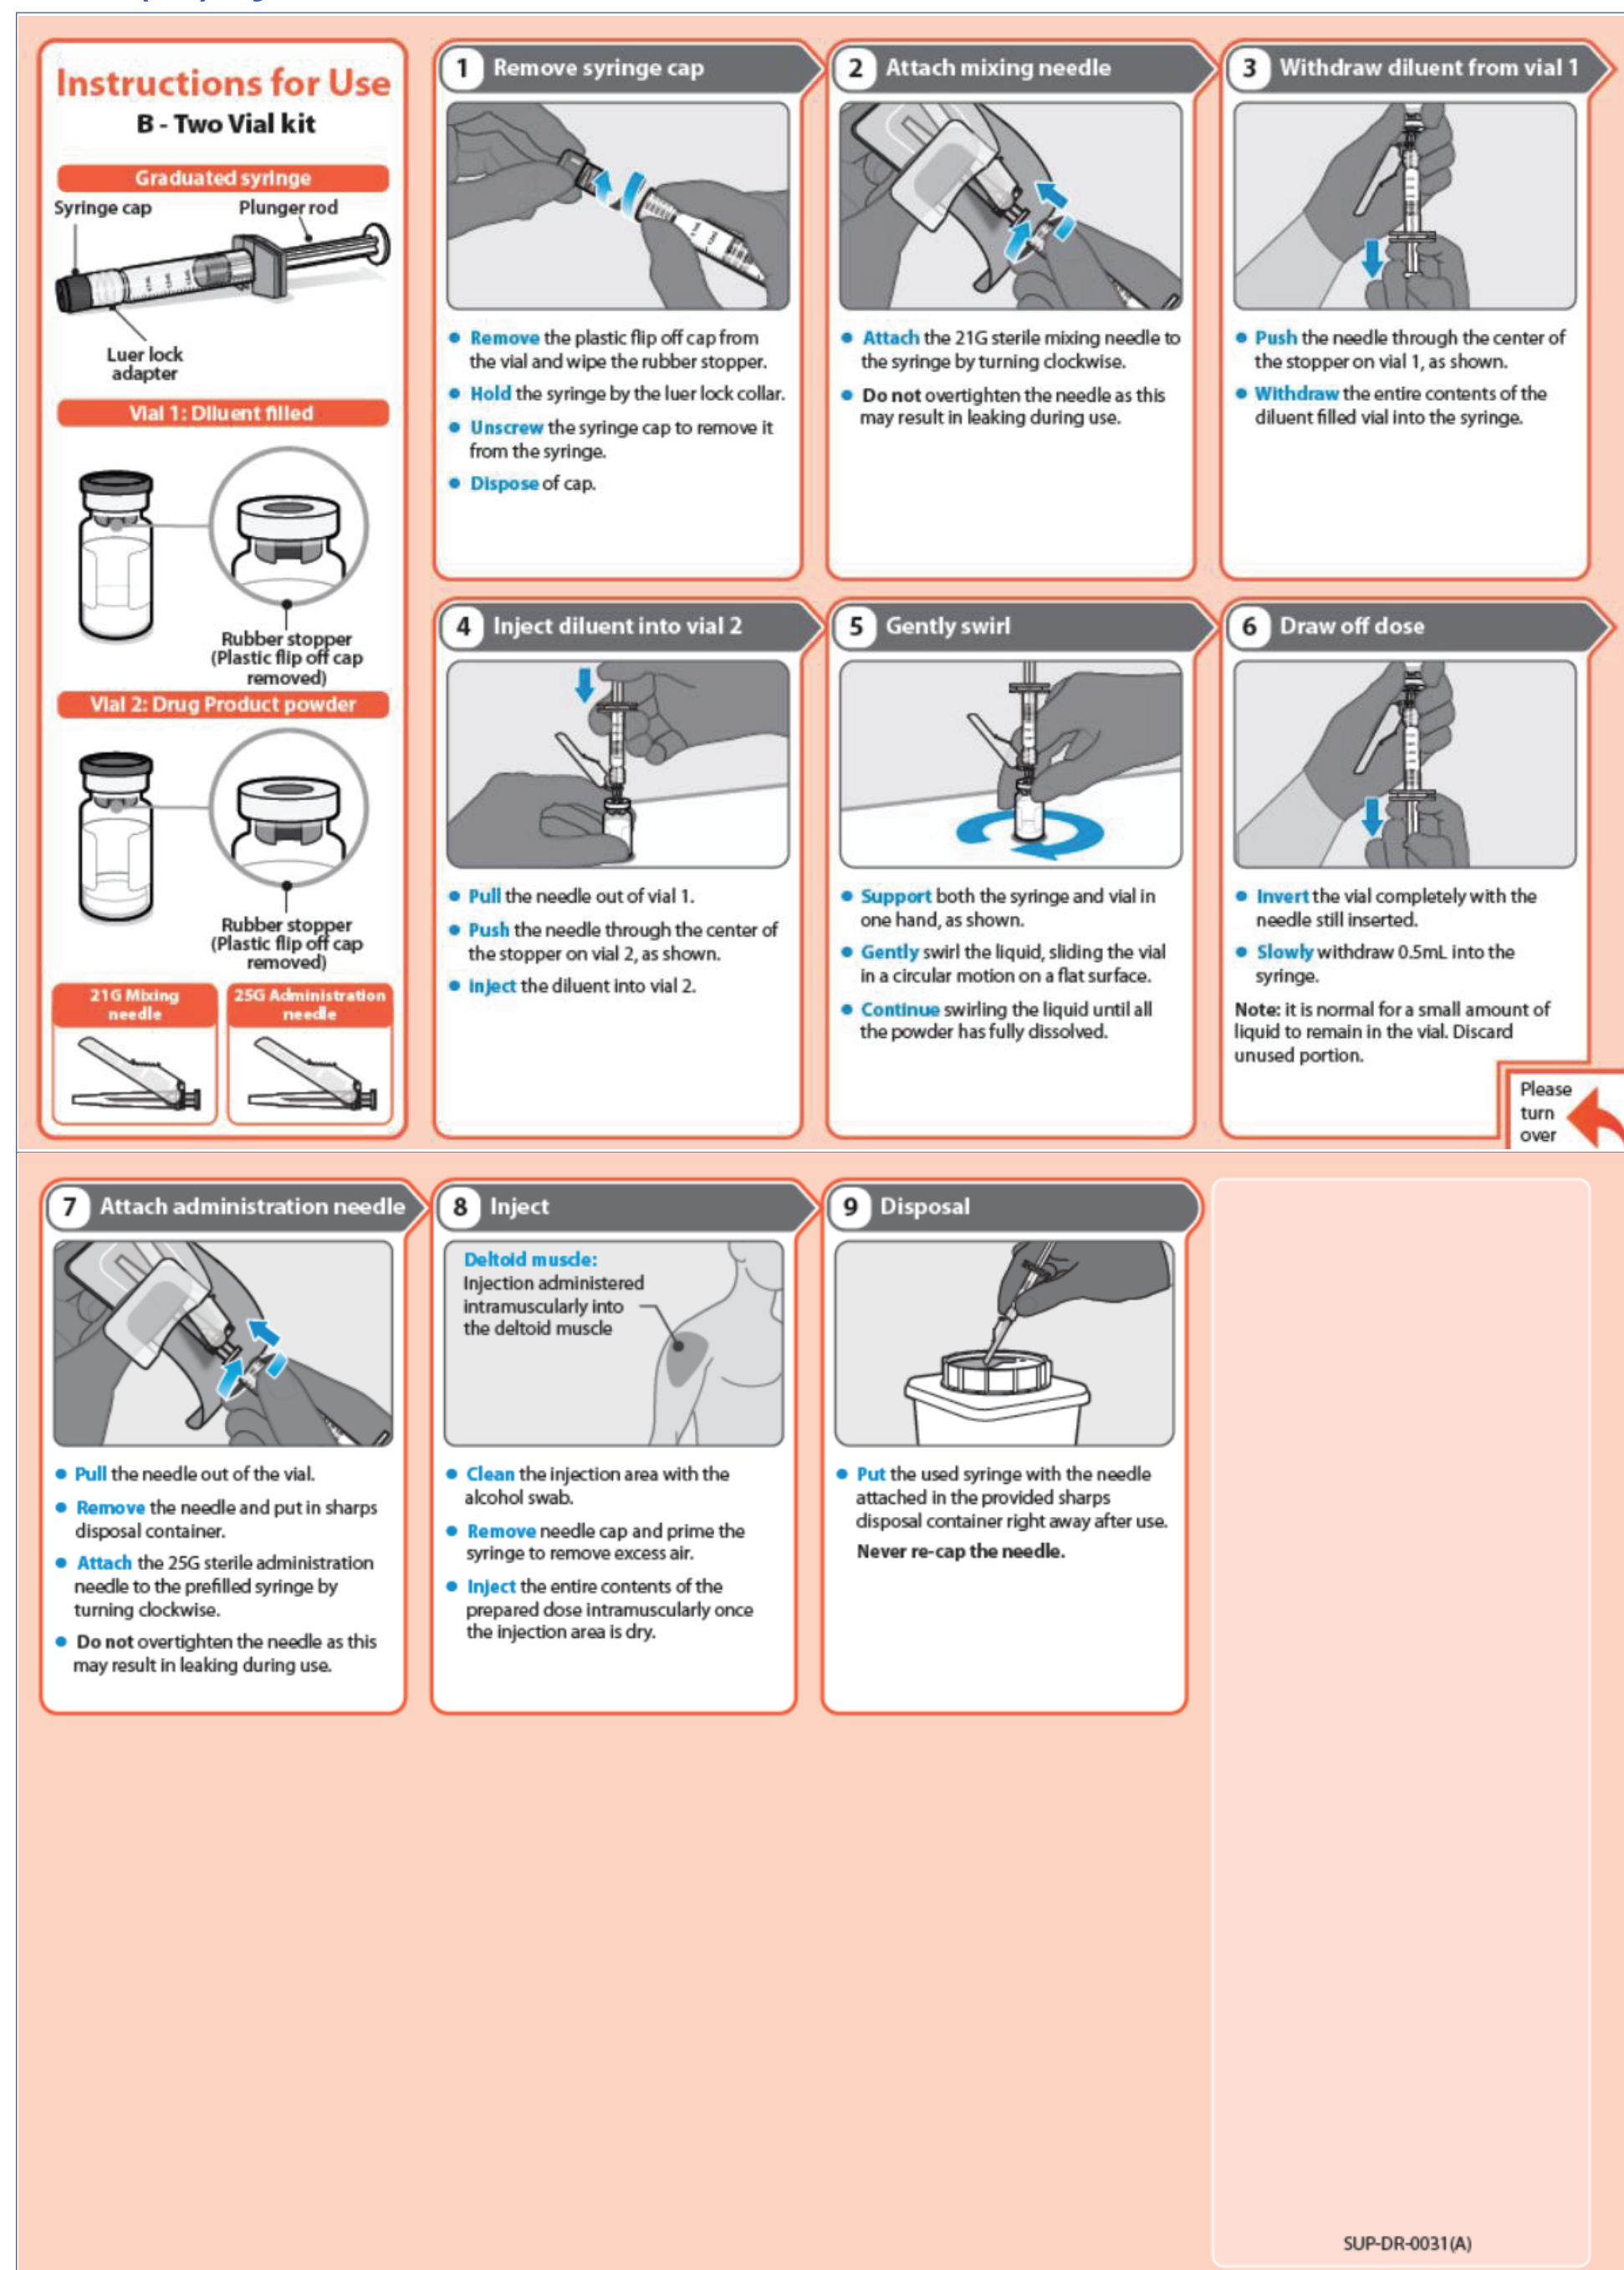 Instructions for Use
B - Two Vial kit
Graduated syringe
Syringe cap
Plunger rod
Luer lock
adapter
Vial 1: Diluent filled
Rubber stopper
(Plastic flip off cap
removed)
Vial 2: Drug Product powder
Rubber stopper
(Plastic flip off cap
removed)
21G Mixing
needle
25G Administration
needle
1 Remove syringe cap
Remove the plastic flip off cap from
the vial and wipe the rubber stopper.
Hold the syringe by the luer lock collar.
Unscrew the syringe cap to remove it
from the syringe.
Dispose of cap.
2 Attach mixing needle
Attach the 21G sterile mixing needle to
the syringe by turning clockwise.
Do not overtighten the needle as this
may result in leaking during use.
3 Withdraw diluent from vial 1
Push the needle through the center of
the stopper on vial 1, as shown.
Withdraw the entire contents of the
diluent filled vial into the syringe.
4 Inject diluent into vial 2
Pull the needle out of vial 1.
Push the needle through the center of
the stopper on vial 2, as shown.
inject the diluent into vial 2.
5 Gently swirl
Support both the syringe and vial in
one hand, as shown.
Gently swirl the liquid, sliding the vial
in a circular motion on a flat surface.
Continue swirling the liquid until all
the powder has fully dissolved.
6 Draw off dose
Invert the vial completely with the
needle still inserted.
Slowly withdraw 0.5mL into the
syringe.
Note: it is normal for a small amount of
liquid to remain in the vial. Discard
unused portion.
Please
turn
over
7 Attach administration needle
Pull the needle out of the vial.
Remove the needle and put in sharps
disposal container.
Attach the 25G sterile administration
needle to the prefilled syringe by
turning clockwise.
Do not overtighten the needle as this
may result in leaking during use.
8 Inject
Deltoid muscle:
Injection administered
intramuscularly into
the deltoid muscle
Clean the injection area with the
alcohol swab.
Remove needle cap and prime the
syringe to remove excess air.
Inject the entire contents of the
prepared dose intramuscularly once
the injection area is dry.
9 Disposal
Put the used syringe with the needle
attached in the provided sharps
disposal container right away after use.
Never re-cap the needle.
SUP-DR-0031(A)